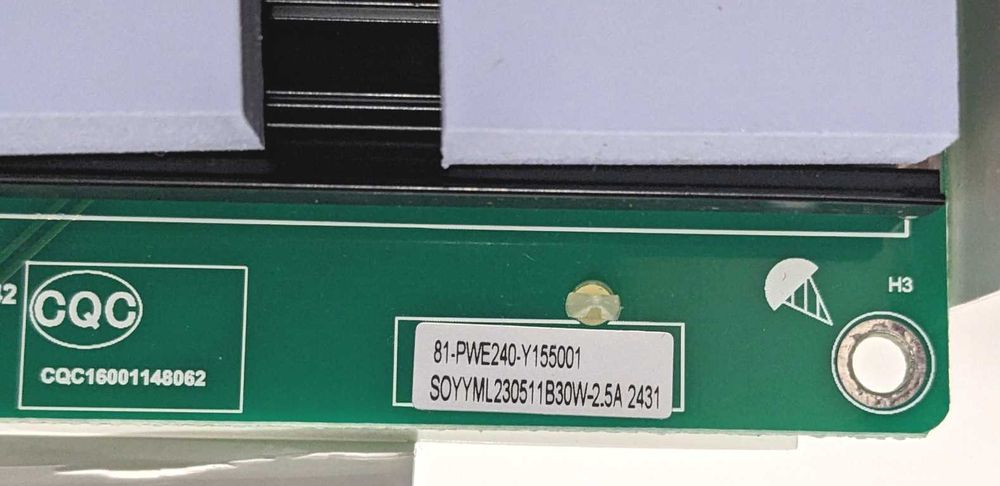 H3
CQC
CQC16001148062
81-PWE240-Y155001
SOYYML230511B30W-2.5A 2431